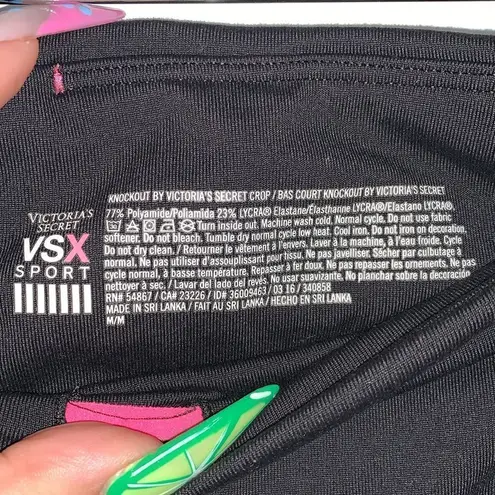 VICTORIA'S
SECRET
VSX
SPORT
KNOCKOUT BY VICTORIA'S SECRET CROP / BAS COURT KNOCKOUT BY VICTORIA'S SECRET
77% Polyamide/Poliamida 23% LYCRA® Elastane/Élasthanne LYCRA®/Elastano LYCRA®.
Turn inside out. Machine wash cold. Normal cycle. Do not use fabric
softener. Do not bleach. Tumble dry normal cycle low heat. Cool iron. Do not iron on decoration.
Do not dry clean. / Retourner le vêtement à l'envers. Laver à la machine, à l'eau froide. Cycle
normal. Ne pas utiliser d'assouplissant pour tissu. Ne pas javelliser. Sécher par culbutage à
cycle normal, à basse température. Repasser à fer doux. Ne pas repasser les ornements. Ne pas
nettoyer à sec. / Lavar del lado del revés. No usar suavizante. No planchar sobre la decoración
RN# 54867 / CA# 23226 / ID# 36009463 / 03 16 / 340858
MADE IN SRI LANKA / FAIT AU SRI LANKA / HECHO EN SRI LANKA
M/M